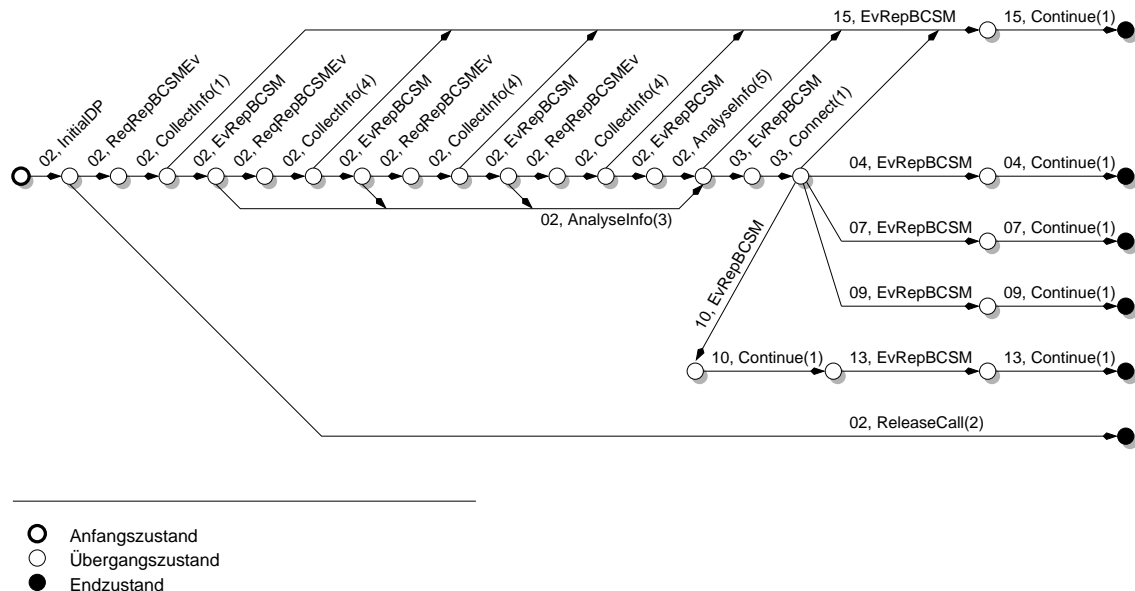 15, EvRepBCSM
15, Continue(1)
02, InitialDP
02, ReqRepBCSMEv
02, CollectInfo(1)
02, EvRepBCSM
02, ReqRepBCSMEv
02, CollectInfo(4)
02, EvRepBCSM
02, ReqRepBCSMEv
02, CollectInfo(4)
02, EvRepBCSM
02, ReqRepBCSMEv
02, CollectInfo(4)
02, EvRepBCSM
02, AnalyseInfo(5)
03, EvRepBCSM
03, Connect(1)
04, EvRepBCSM
04, Continue(1)
02, AnalyseInfo(3)
07, EvRepBCSM
07, Continue(1)
10, EvRepBCSM
09, EvRepBCSM
09, Continue(1)
10, Continue(1)
13, EvRepBCSM
13, Continue(1)
02, ReleaseCall(2)
Anfangszustand
Übergangszustand
Endzustand